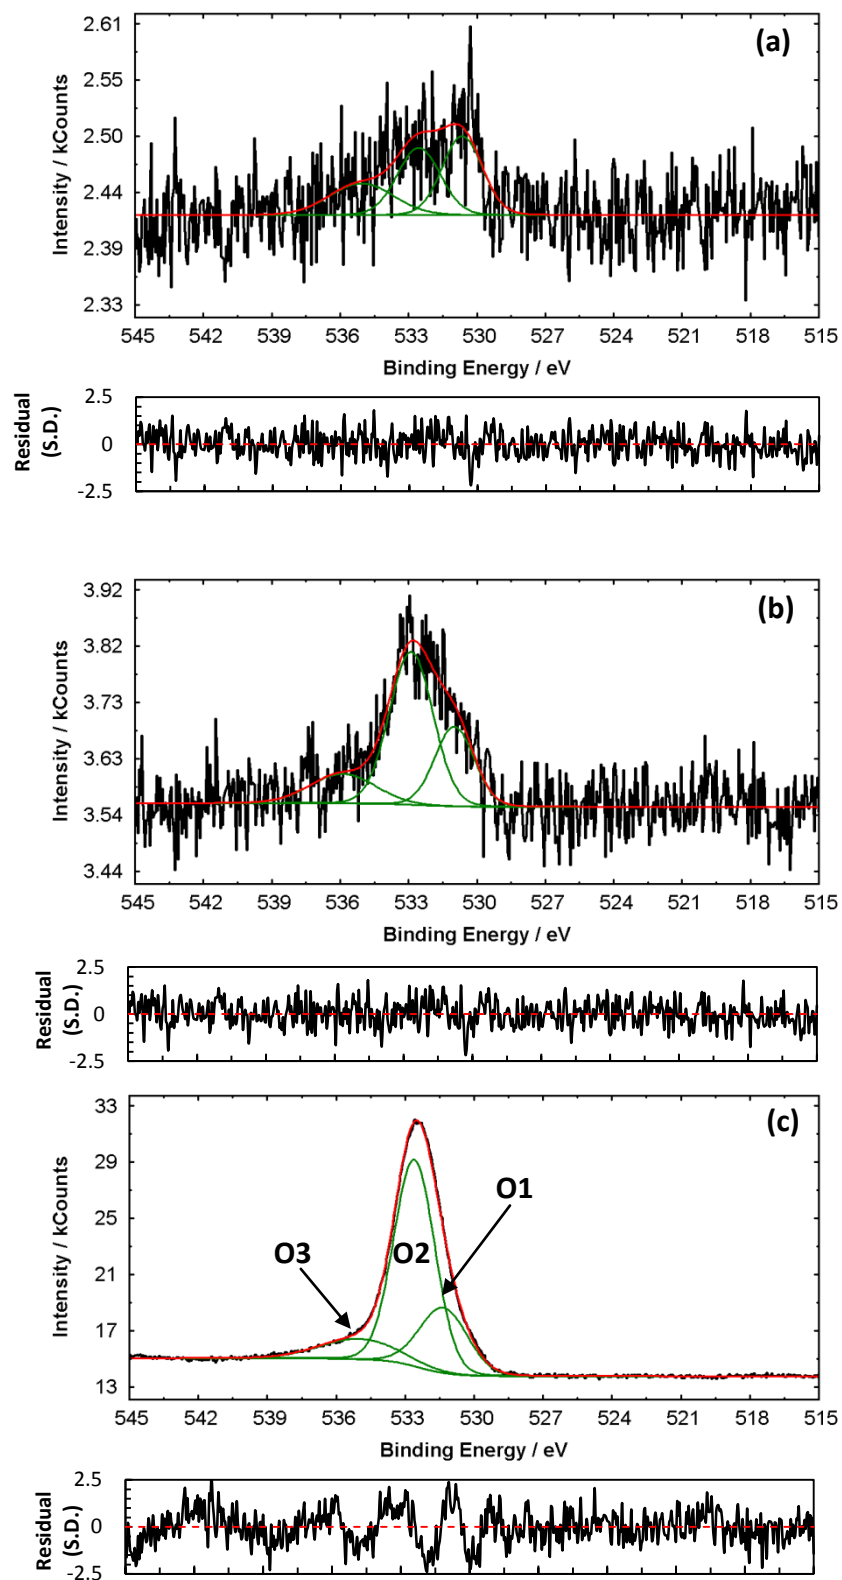 (a)
Intensity / kCounts
2.61
2.55
2.50
2.44
2.39
2.33
545 542 539 536 533 530 527 524 521 518 515
Binding Energy / eV
Residual
(S.D.)
2.5
0
-2.5
(b)
Intensity / kCounts
3.92
3.82
3.73
3.63
3.54
3.44
545 542 539 536 533 530 527 524 521 518 515
Binding Energy / eV
Residual
(S.D.)
2.5
0
-2.5
(c)
Intensity / kCounts
33
29
25
21
17
13
O1
O2
O3
545 542 539 536 533 530 527 524 521 518 515
Binding Energy / eV
Residual
(S.D.)
2.5
0
-2.5